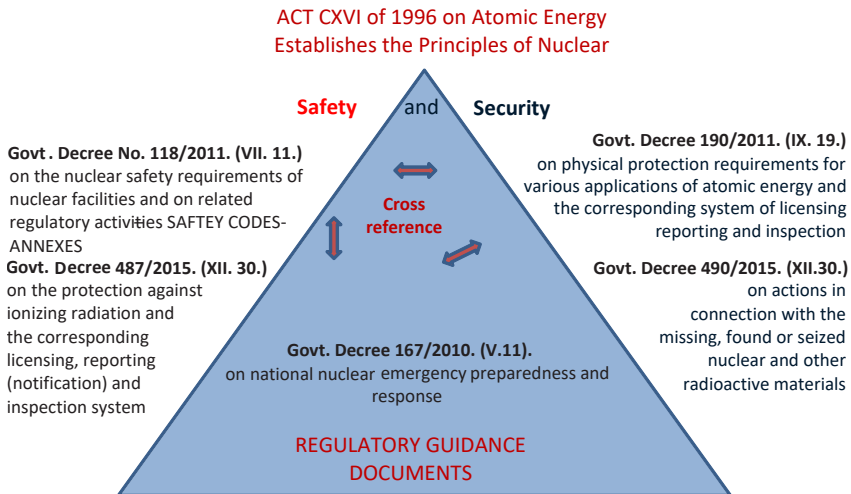 ACT CXVI of 1996 on Atomic Energy
Establishes the Principles of Nuclear
Safety and Security
Govt. Decree No. 118/2011. (VII. 11.)
on the nuclear safety requirements of
nuclear facilities and on related
regulatory activities SAFTEY CODES-
ANNEXES
Govt. Decree 487/2015. (XII. 30.)
on the protection against
ionizing radiation and
the corresponding
licensing, reporting
(notification) and
inspection system
Cross
reference
Govt. Decree 167/2010. (V.11).
on national nuclear emergency preparedness and
response
REGULATORY GUIDANCE
DOCUMENTS
Govt. Decree 190/2011. (IX. 19.)
on physical protection requirements for
various applications of atomic energy and
the corresponding system of licensing
reporting and inspection
Govt. Decree 490/2015. (XII.30.)
on actions in
connection with the
missing, found or seized
nuclear and other
radioactive materials